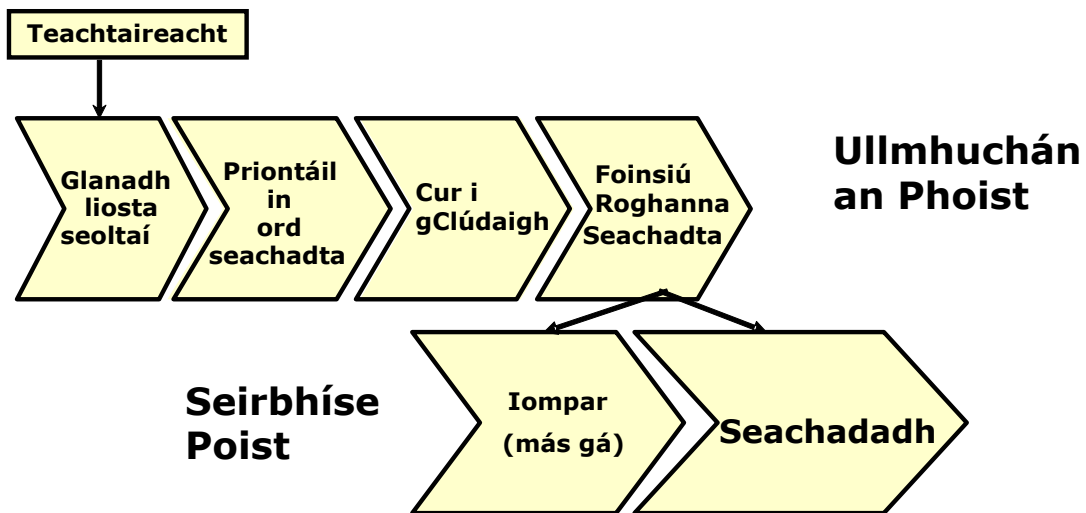 Teachtaireacht
Glanadh
liosta
seoltaí
Priontáil
in
ord
seachadta
Cur i
gClúdaigh
Foinsiú
Roghanna
Seachadta
Ullmhuchán
an Phoist
Seirbhíse
Poist
Iompar
(más gá)
Seachadadh